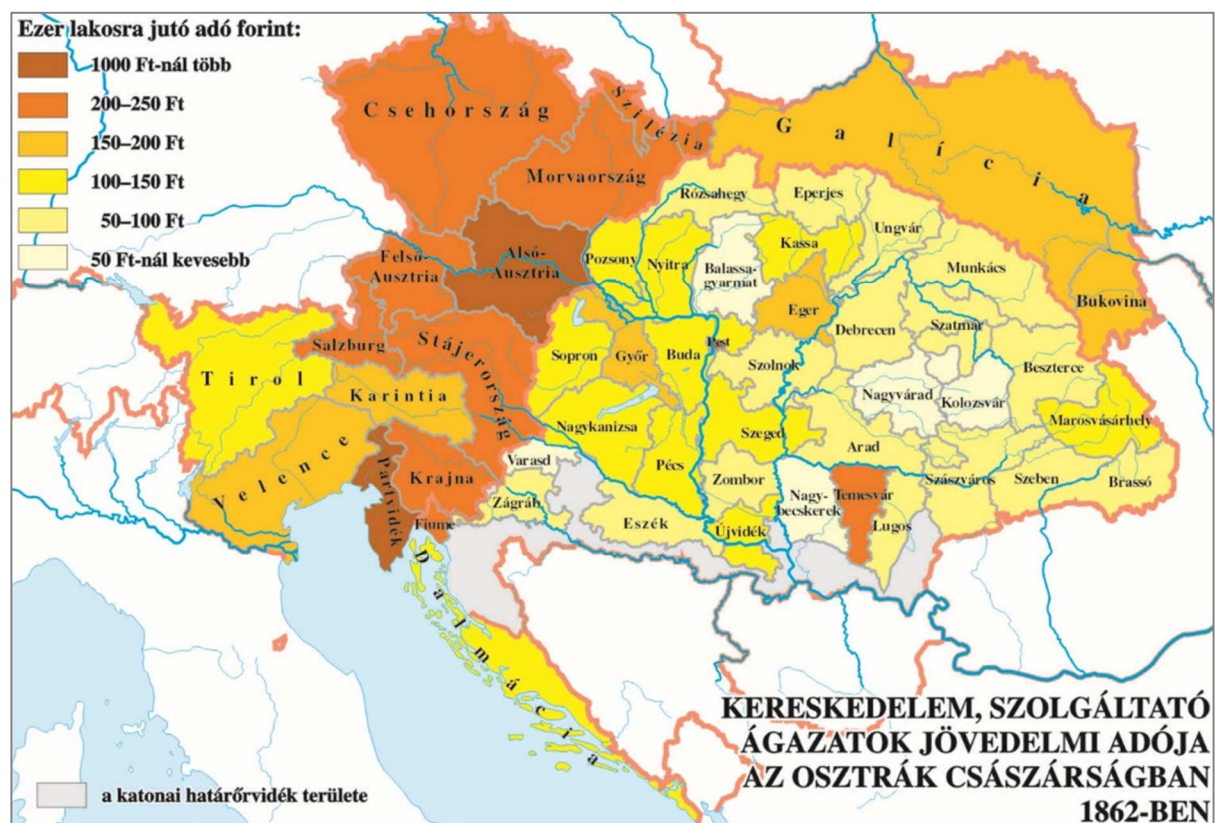 Ezer lakosra jutó adó forint:
1000 Ft-nál több
200–250 Ft
150–200 Ft
100–150 Ft
50–100 Ft
50 Ft-nál kevesebb
Csehország
Szilézia
Morvaország
Galícia
Rózsahegy
Eperjes
Ungvár
Felső-
Ausztria
Alsó-
Ausztria
Pozsony
Nyitra
Balassa-
gyarmat
Kassa
Munkács
Bukovina
Eger
Debrecen
Szatmár
Salzburg
Stájerország
Sopron
Győr
Buda
Pest
Szolnok
Beszterce
Tirol
Karintia
Nagyvárad
Kolozsvár
Nagykanizsa
Szeged
Marosvásárhely
Velence
Partvidék
Krajna
Varasd
Pécs
Arad
Zombor
Szászváros
Szeben
Brassó
Zágráb
Nagy-
becskerek
Temesvár
Fiume
Eszék
Újvidék
Lugos
Dalmácia
KERESKEDELEM, SZOLGÁLTATÓ
ÁGAZATOK JÖVEDELMI ADÓJA
AZ OSZTRÁK CSÁSZÁRSÁGBAN
1862-BEN
a katonai határőrvidék területe